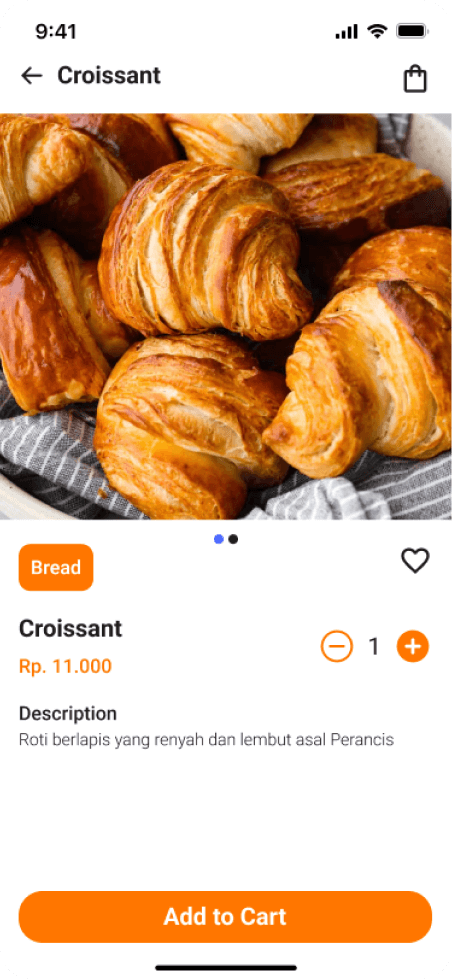 9:41
Croissant
Bread
Croissant
1
Rp. 11.000
Description
Roti berlapis yang renyah dan lembut asal Perancis
Add to Cart